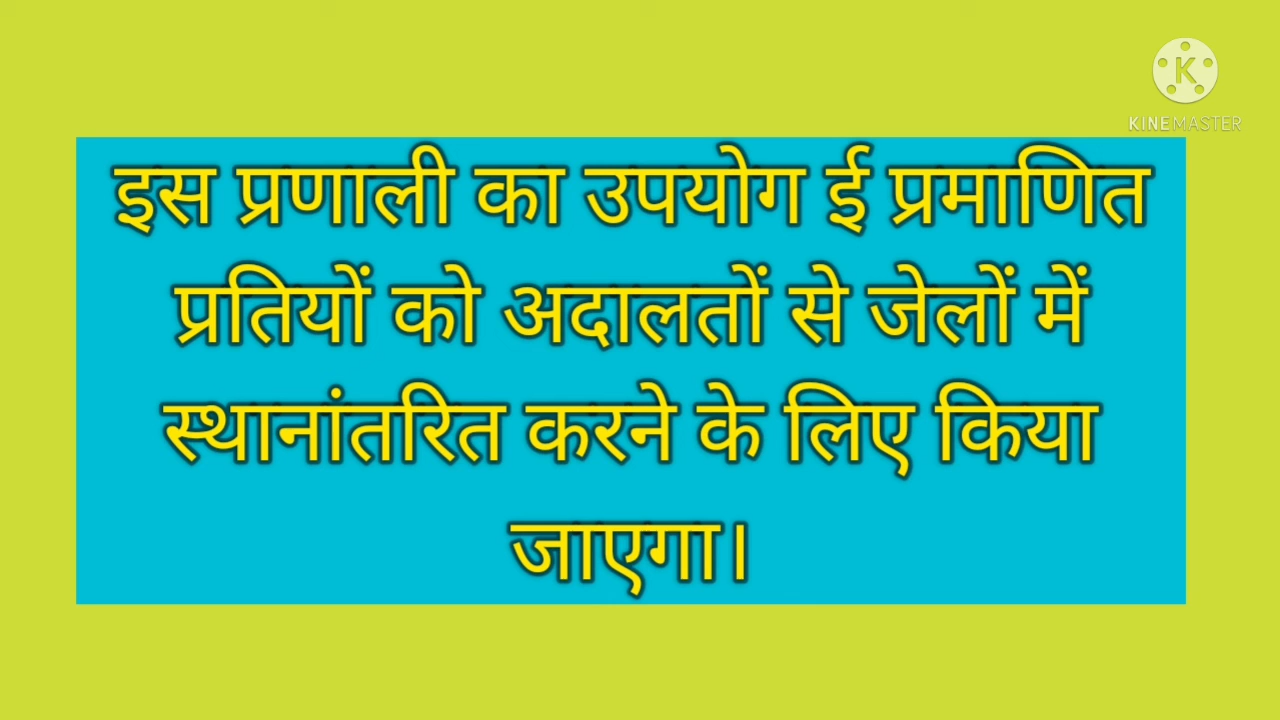 KINEMASTER
इस प्रणाली का उपयोग ई प्रमाणित
प्रतियों को अदालतों से जेलों में
स्थानांतरित करने के लिए किया
जाएगा।